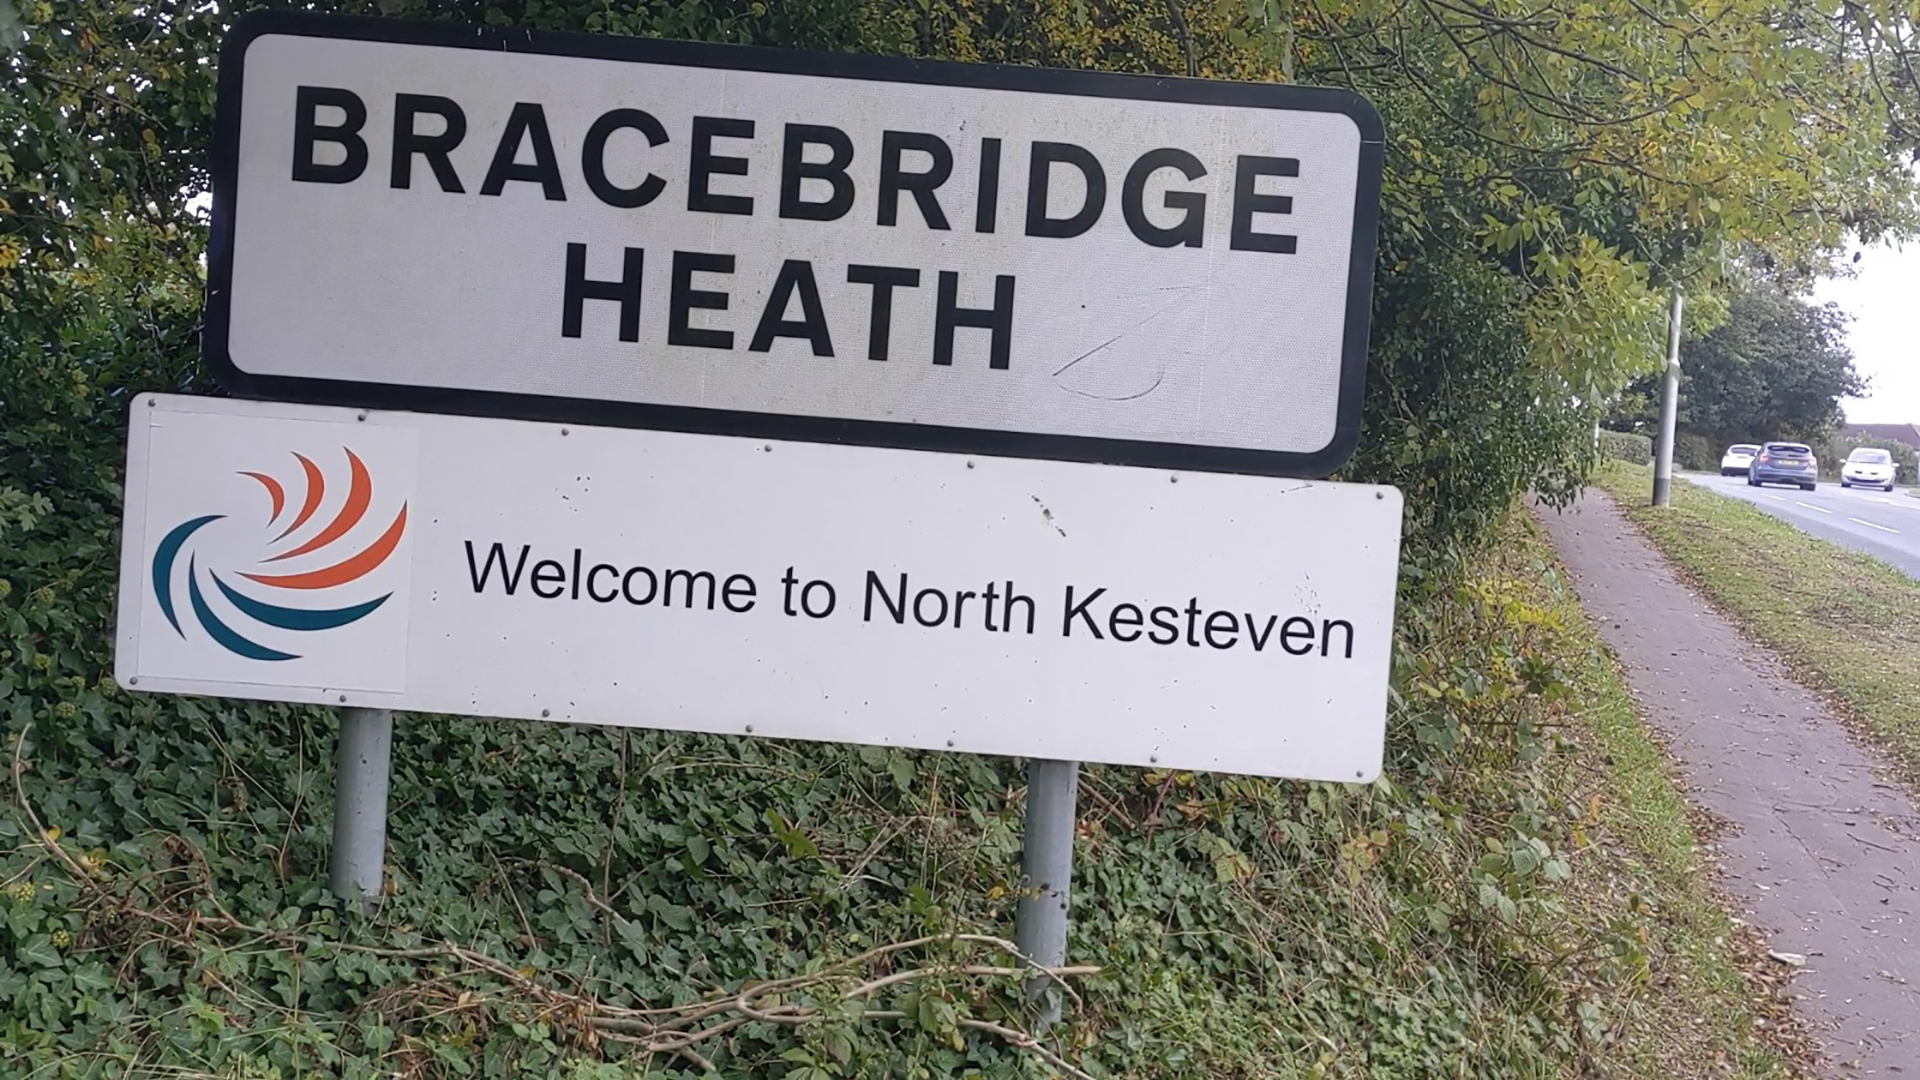 BRACEBRIDGE
HEATH
Welcome to North Kesteven